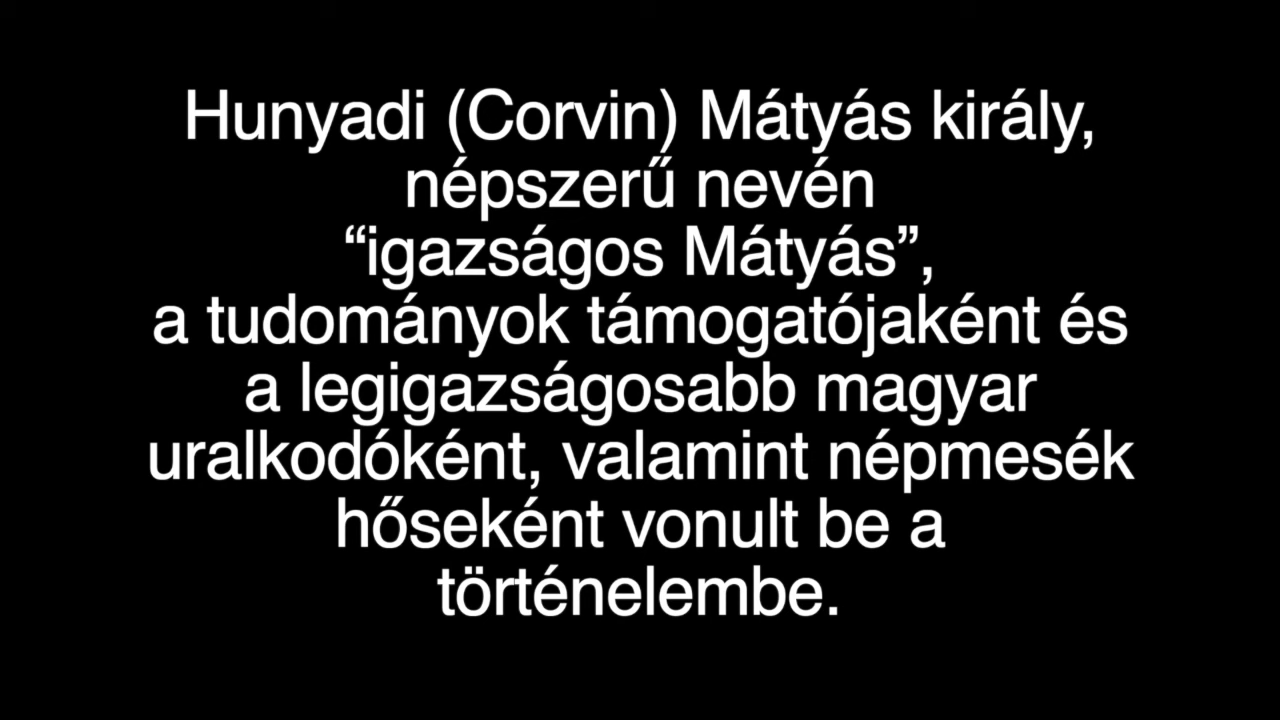 Hunyadi (Corvin) Mátyás király,
népszerű nevén
“igazságos Mátyás”,
a tudományok támogatójaként és
a legigazságosabb magyar
uralkodóként, valamint népmesék
hőseként vonult be a
történelembe.